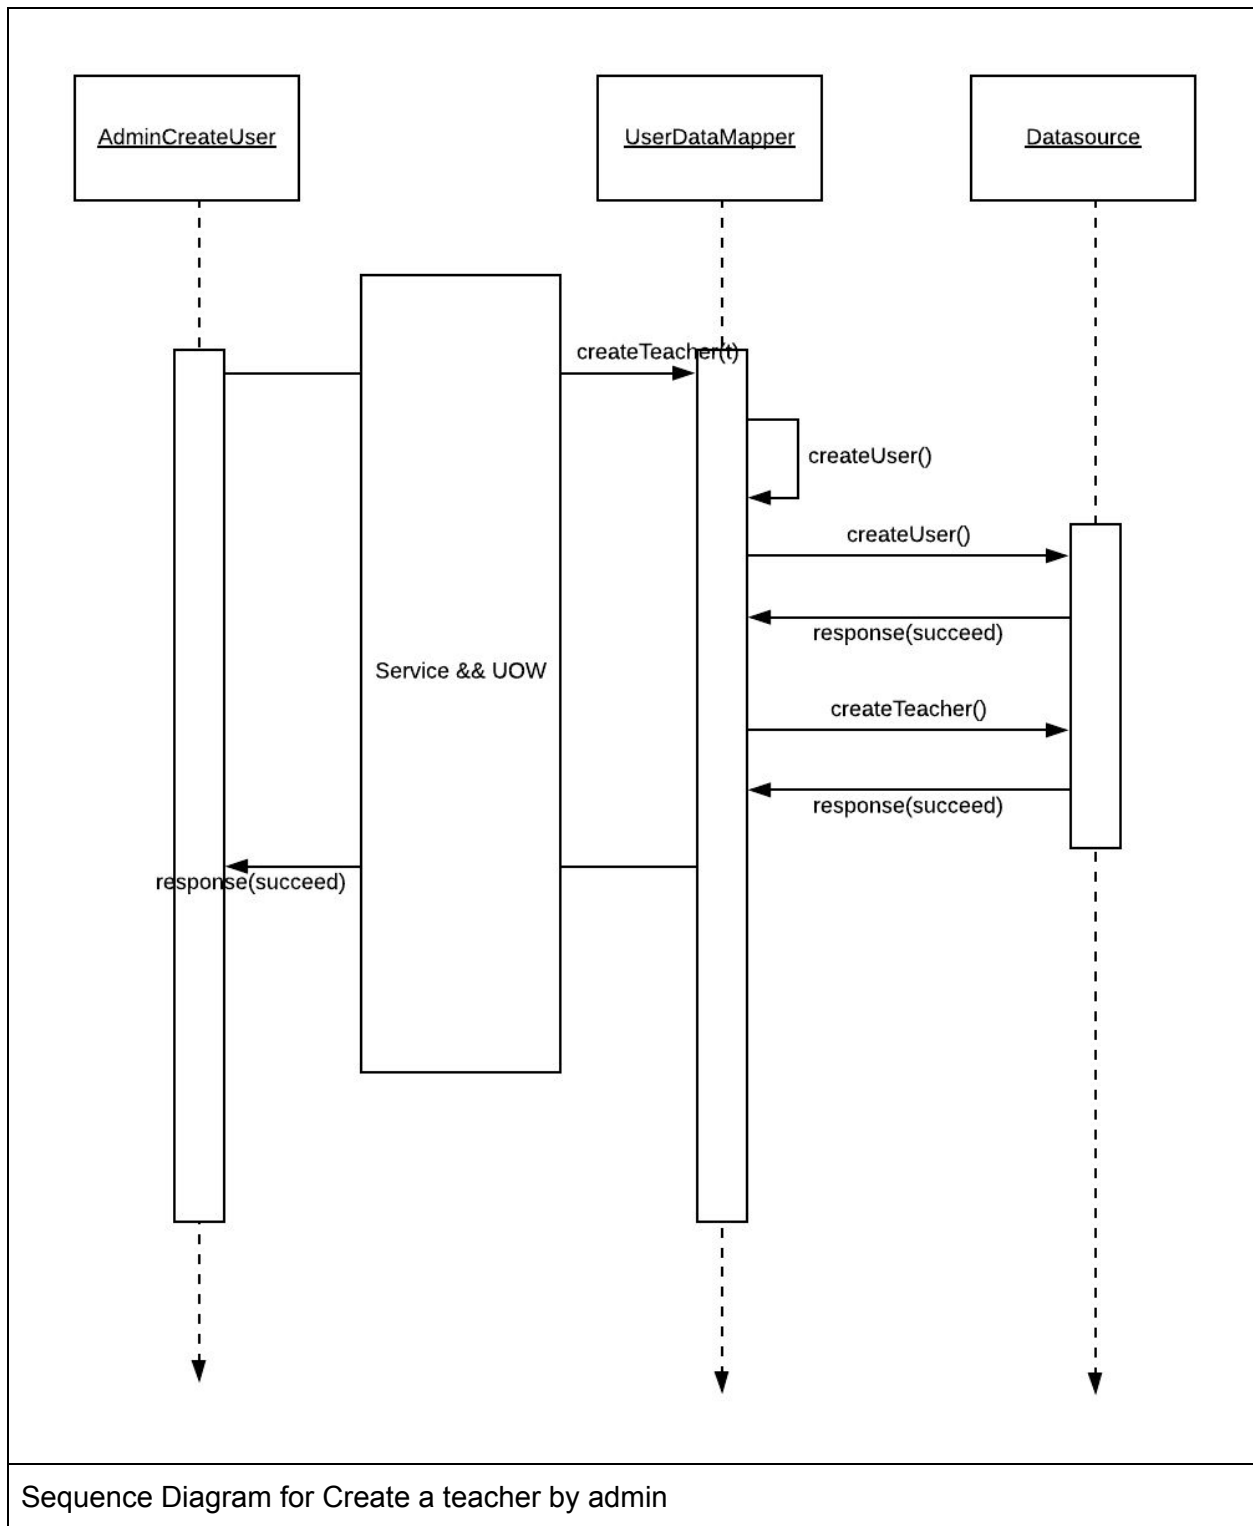 AdminCreateUser
UserDataMapper
Datasource
createTeacher(t)
createUser()
createUser()
response(succeed)
Service && UOW
createTeacher()
response(succeed)
response(succeed)
Sequence Diagram for Create a teacher by admin